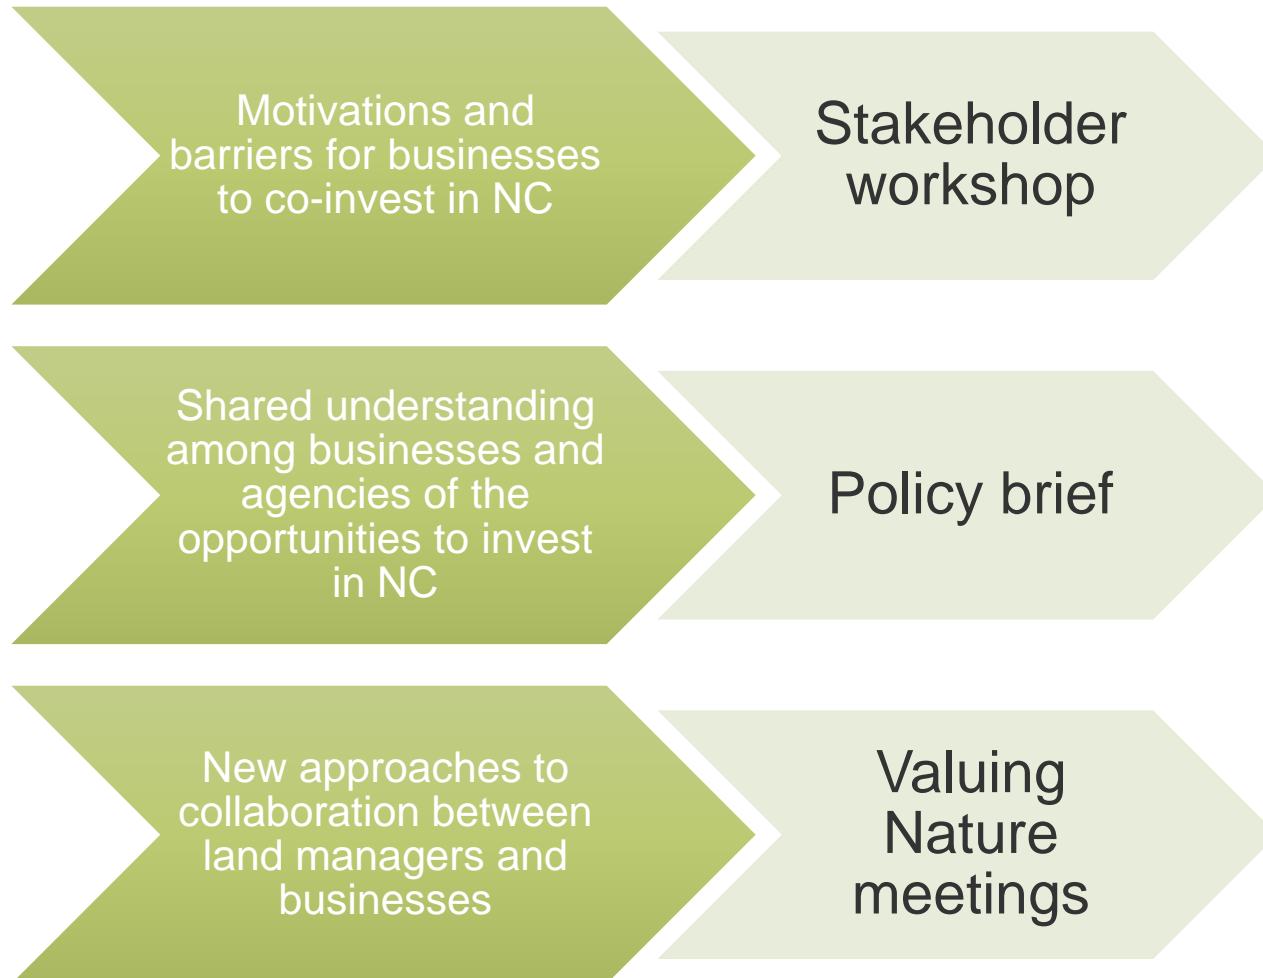 Motivations and
barriers for businesses
to co-invest in NC
Stakeholder
workshop
Shared understanding
among businesses and
agencies of the
opportunities to invest
in NC
Policy brief
New approaches to
collaboration between
land managers and
businesses
Valuing
Nature
meetings